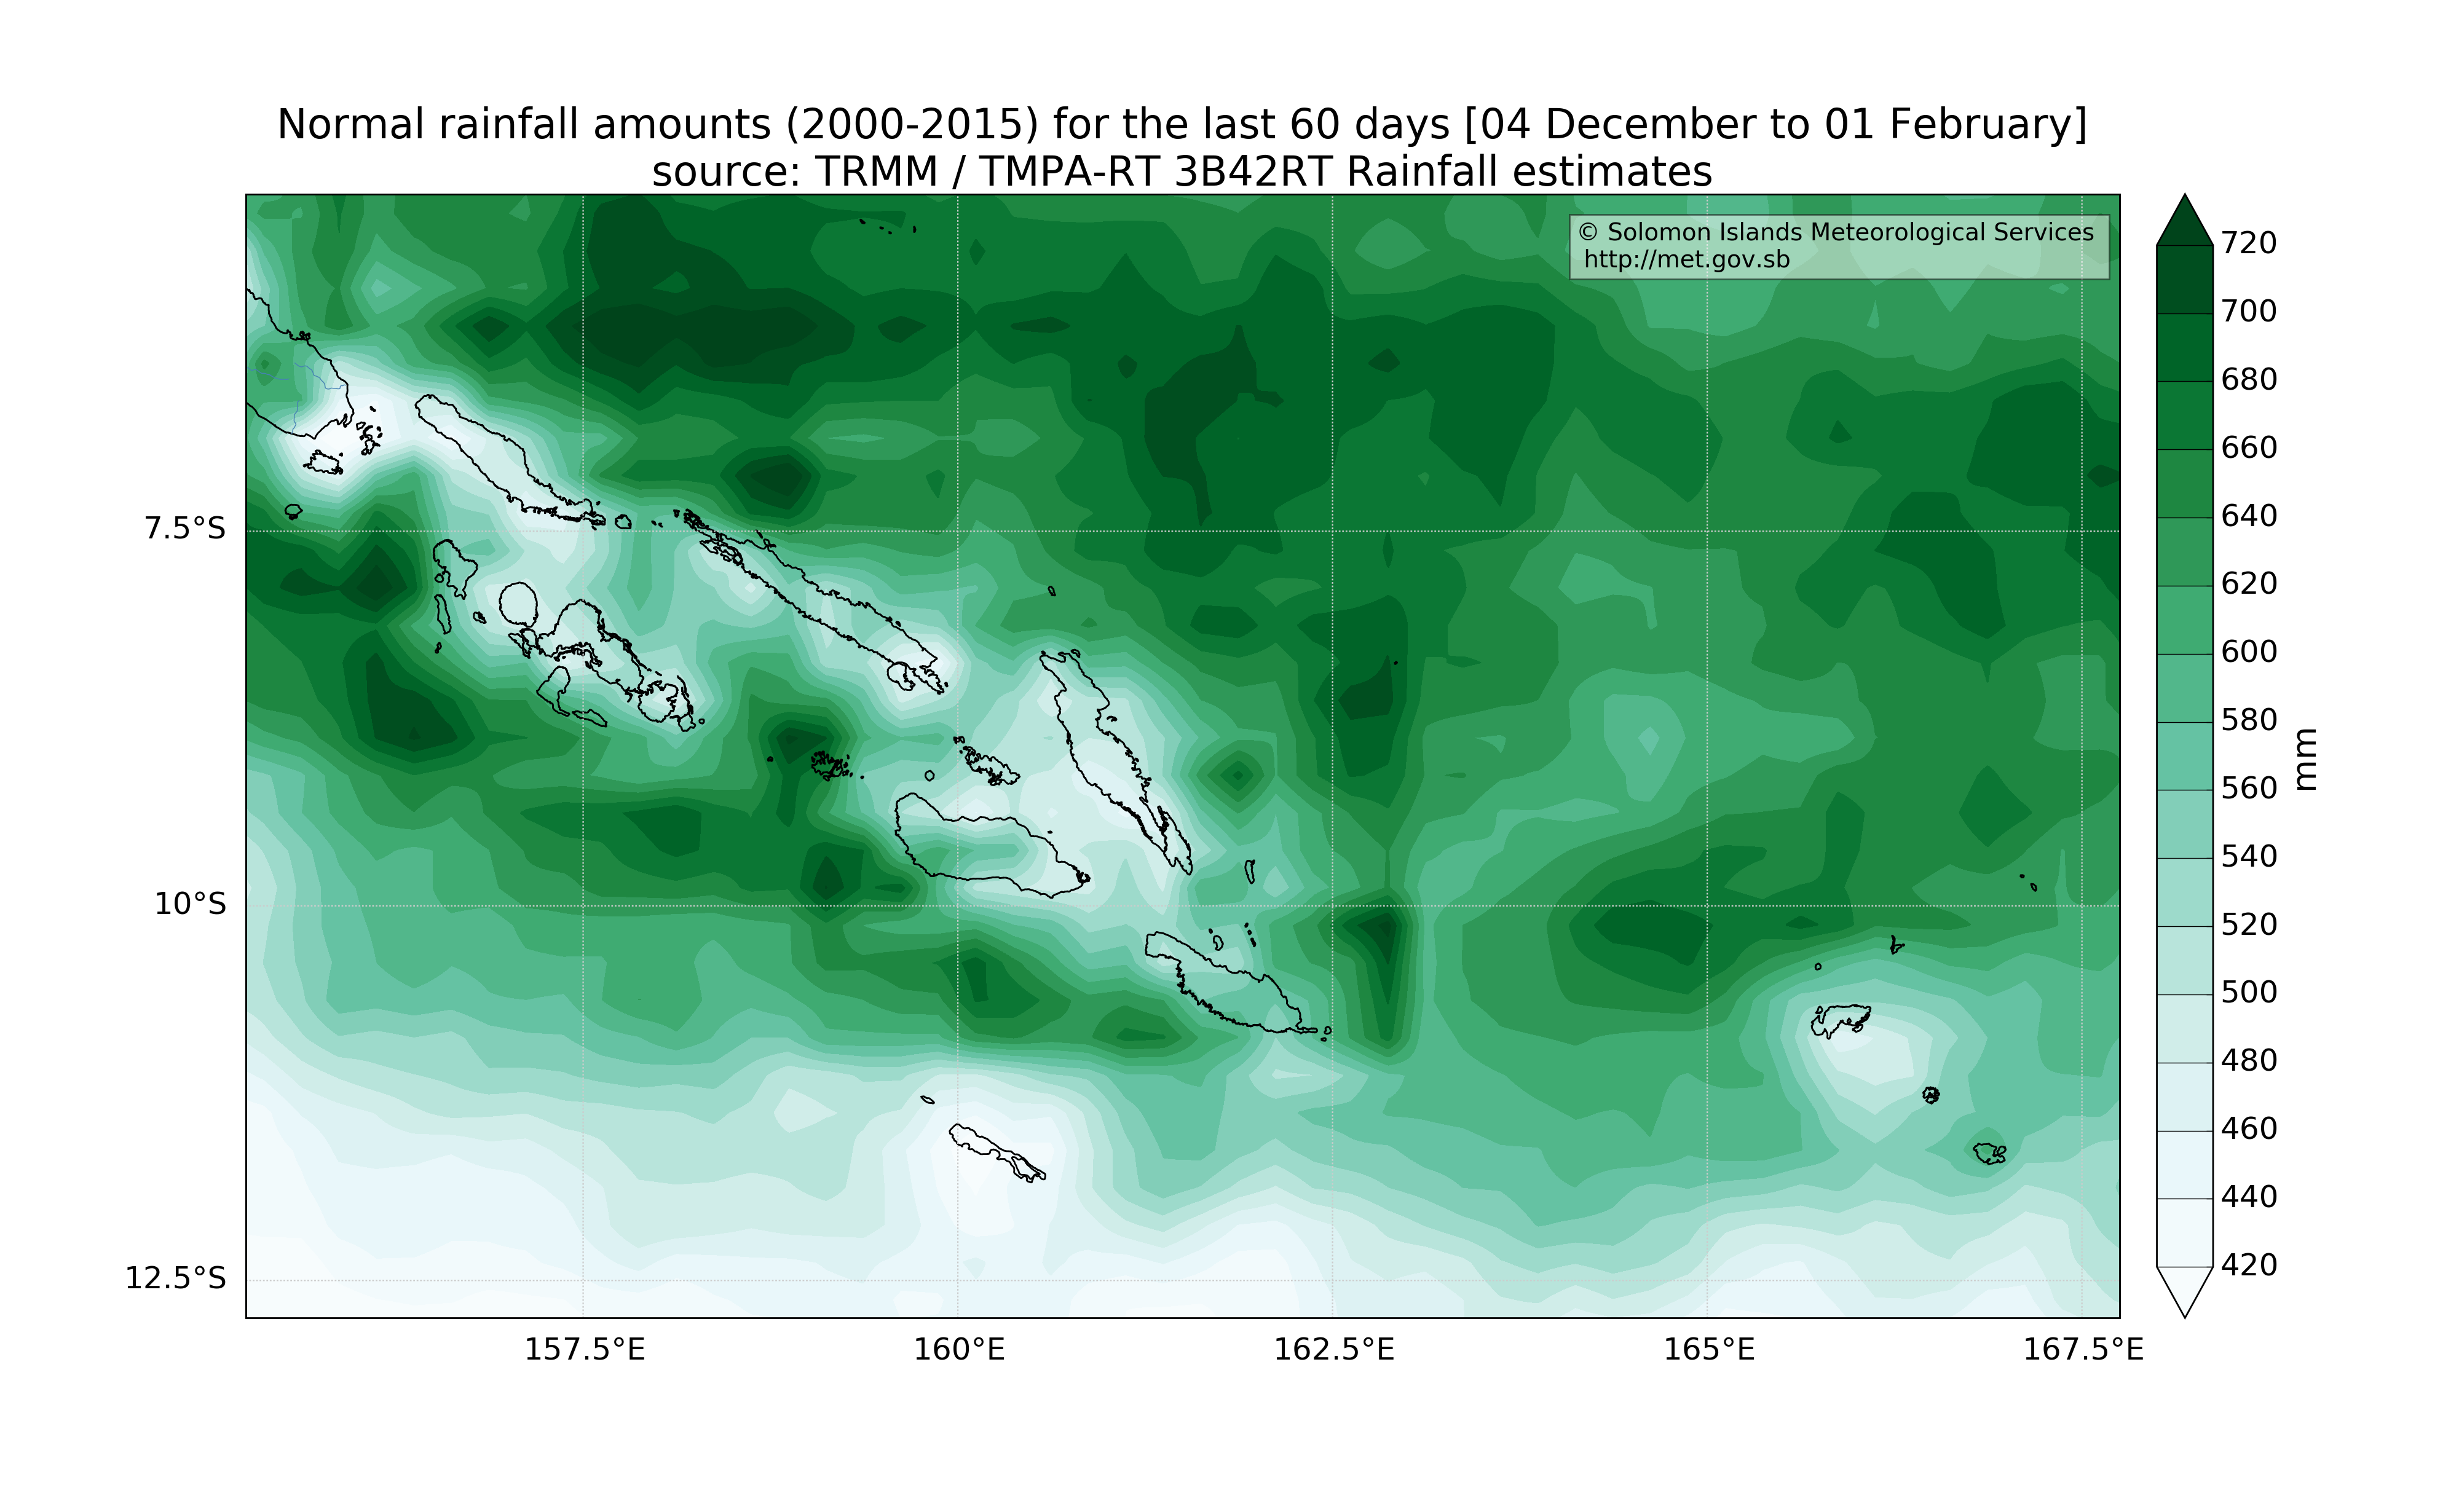 Normal rainfall amounts (2000-2015) for the last 60 days [04 December to 01 February]
source: TRMM / TMPA-RT 3B42RT Rainfall estimates
© Solomon Islands Meteorological Services
http://met.gov.sb
7.5°S
10°S
12.5°S
157.5°E
160°E
162.5°E
165°E
167.5°E
720
700
680
660
640
620
600
580
560
540
520
500
480
460
440
420
mm